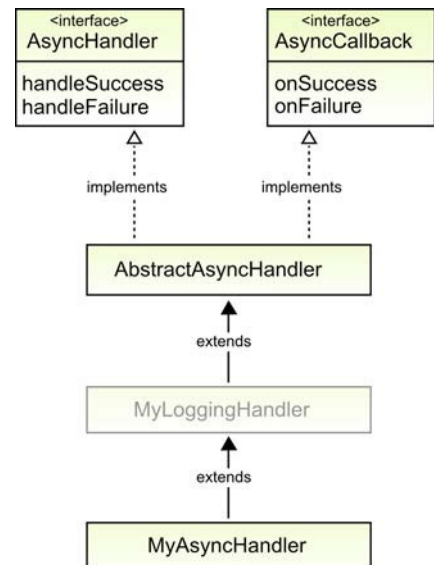 <interface>
AsyncHandler
handleSuccess
handleFailure
<interface>
AsyncCallback
onSuccess
onFailure
implements
implements
AbstractAsyncHandler
extends
MyLoggingHandler
extends
MyAsyncHandler